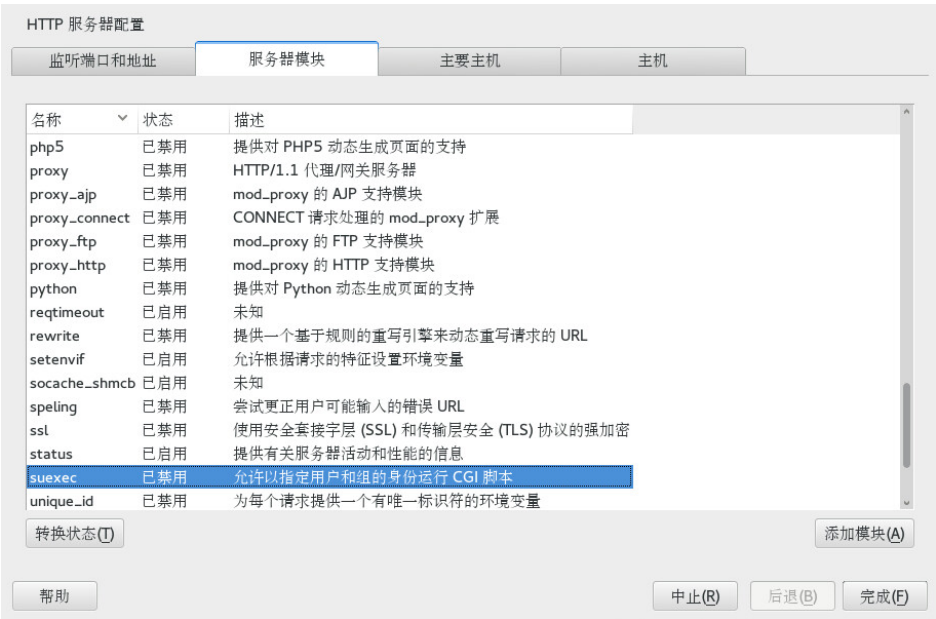 HTTP 服务器配置
监听端口和地址 服务器模块 主要主机 主机
名称 状态 描述
php5 已禁用 提供对 PHP5 动态生成页面的支持
proxy 已禁用 HTTP/1.1 代理/网关服务器
proxy_ajp 已禁用 mod_proxy 的 AJP 支持模块
proxy_connect 已禁用 CONNECT 请求处理的 mod_proxy 扩展
proxy_ftp 已禁用 mod_proxy 的 FTP 支持模块
proxy_http 已禁用 mod_proxy 的 HTTP 支持模块
python 已禁用 提供对 Python 动态生成页面的支持
reqtimeout 已启用 未知
rewrite 已禁用 提供一个基于规则的重写引擎来动态重写请求的 URL
setenvif 已启用 允许根据请求的特征设置环境变量
socache_shmcb 已启用 未知
speling 已禁用 尝试更正用户可能输入的错误 URL
ssl 已禁用 使用安全套接字层 (SSL) 和传输层安全 (TLS) 协议的强加密
status 已启用 提供有关服务器活动和性能的信息
suexec 已禁用 允许以指定用户和组的身份运行 CGI 脚本
unique_id 已禁用 为每个请求提供一个有唯一标识符的环境变量
转换状态(T) 添加模块(A)
帮助 中止(R) 后退(B) 完成(F)